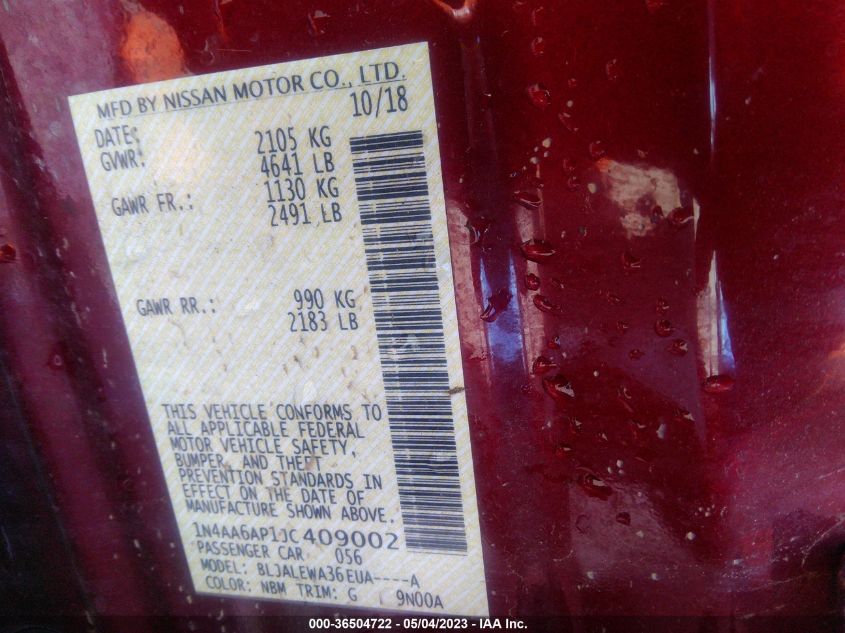 MFD BY NISSAN MOTOR CO., LTD.
DATE: 10/18
GVWR: 2105 KG
4641 LB
GAWR FR.: 1130 KG
2491 LB
GAWR RR.: 990 KG
2183 LB
THIS VEHICLE CONFORMS TO
ALL APPLICABLE FEDERAL
MOTOR VEHICLE SAFETY,
BUMPER, AND THEFT
PREVENTION STANDARDS IN
EFFECT ON THE DATE OF
MANUFACTURE SHOWN ABOVE.
1N4AA6AP1JC409002
PASSENGER CAR 056
MODEL: BLJALEWA36EUA----A
COLOR: NBM TRIM: G 9N00A
000-36504722 - 05/04/2023 - IAA Inc.